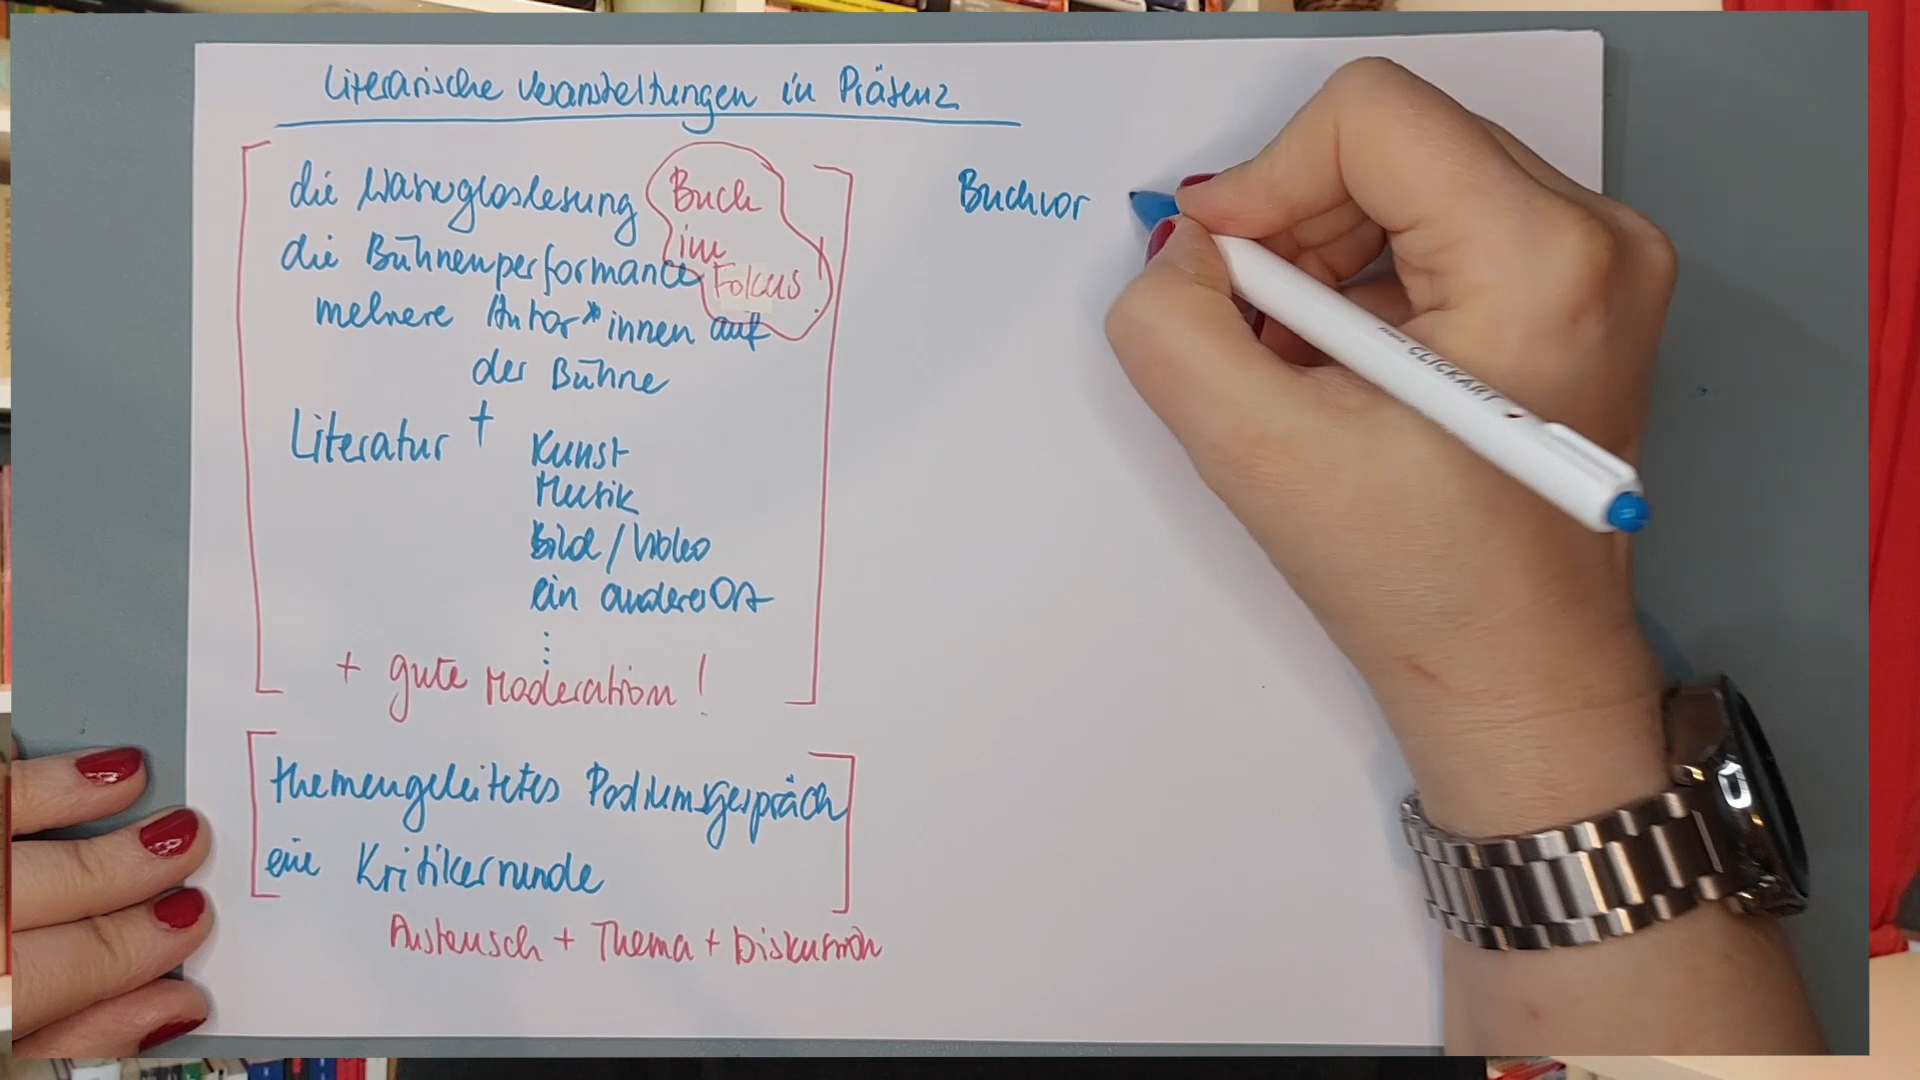 Literarische Veranstaltungen in Präsenz
die Wasserglaslesung
Buch
im
Fokus
die Bühnenperformance
mehrere Autor*innen auf
der Bühne
Literatur +
Kunst
Musik
Bild/Video
ein anderer Ort
+ gute Moderation!
themengeleitetes Podiumsgespräch
eine Kritikerrunde
Austausch + Thema + Diskussion
Buchvor
CLICKART